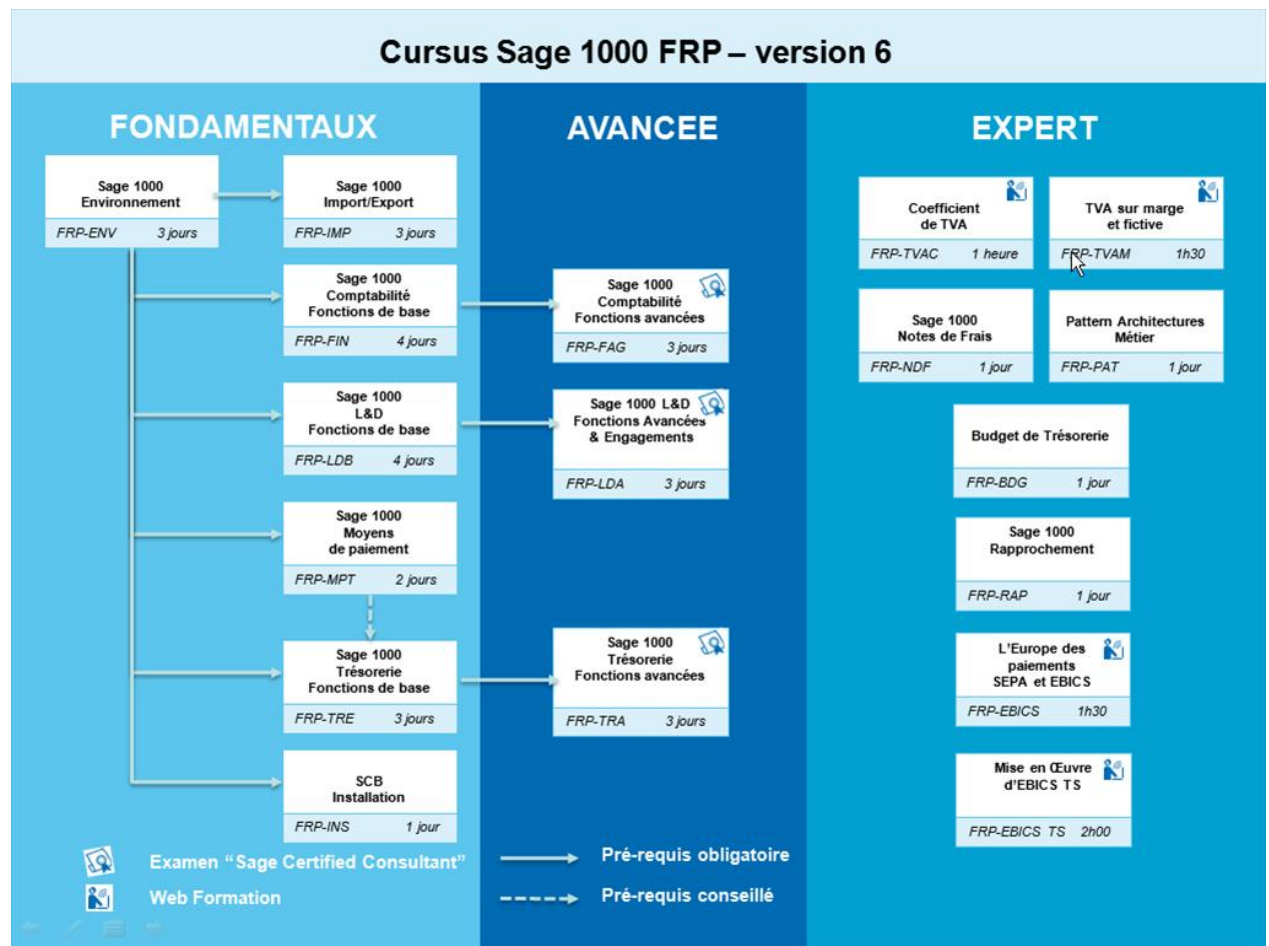 Cursus Sage 1000 FRP – version 6
FONDAMENTAUX
Sage 1000
Environnement
FRP-ENV 3 jours
Sage 1000
Import/Export
FRP-IMP 3 jours
Sage 1000
Comptabilité
Fonctions de base
FRP-FIN 4 jours
Sage 1000
L&D
Fonctions de base
FRP-LDB 4 jours
Sage 1000
Moyens
de paiement
FRP-MPT 2 jours
Sage 1000
Trésorerie
Fonctions de base
FRP-TRE 3 jours
SCB
Installation
FRP-INS 1 jour
AVANCEE
Sage 1000
Comptabilité
Fonctions avancées
FRP-FAG 3 jours
Sage 1000 L&D
Fonctions Avancées
& Engagements
FRP-LDA 3 jours
Sage 1000
Trésorerie
Fonctions avancées
FRP-TRA 3 jours
EXPERT
Coefficient
de TVA
FRP-TVAC 1 heure
TVA sur marge
et fictive
FRP-TVAM 1h30
Sage 1000
Notes de Frais
FRP-NDF 1 jour
Pattern Architectures
Métier
FRP-PAT 1 jour
Budget de Trésorerie
FRP-BDG 1 jour
Sage 1000
Rapprochement
FRP-RAP 1 jour
L'Europe des
paiements
SEPA et EBICS
FRP-EBICS 1h30
Mise en Œuvre
d'EBICS TS
FRP-EBICS TS 2h00
Examen "Sage Certified Consultant"
Web Formation
Pré-requis obligatoire
Pré-requis conseillé